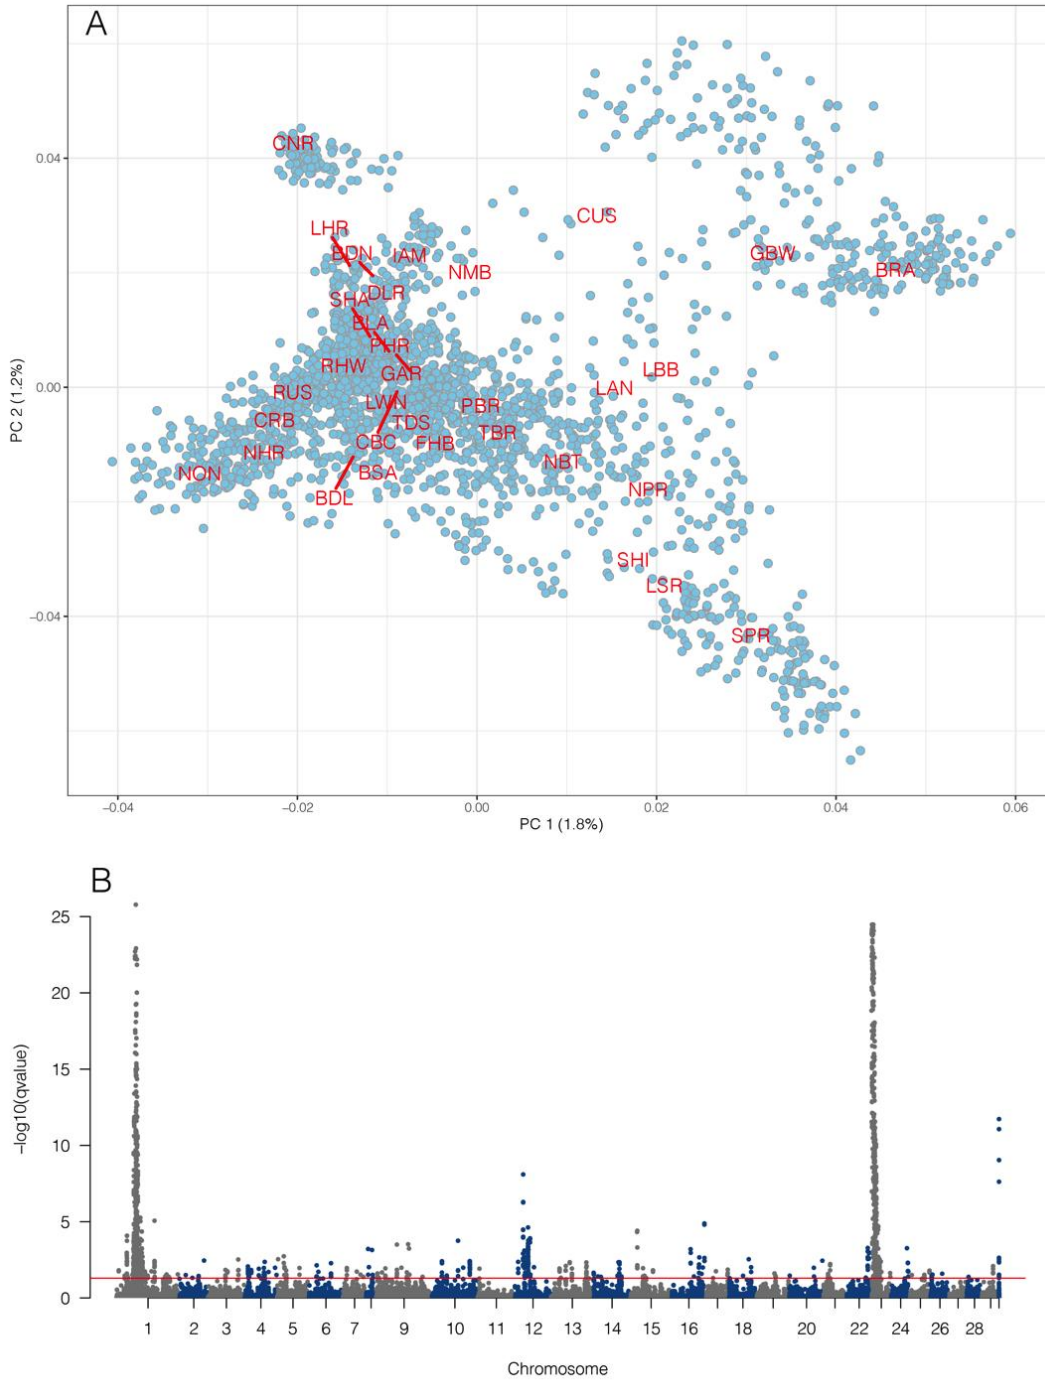 A
CNR
LHR
CUS
BDN
IAM
GBW
NMB
BRA
SHA
DLR
BLA
PHR
RHW
GAR
LBB
RUS
LAN
LWN
PBR
CRB
TDS
TBR
CBC
FHB
NHR
NBT
NON
BSA
NPR
BDL
SHI
LSR
SPR
0.04
0.00
−0.04
PC 2 (1.2%)
−0.04 −0.02 0.00 0.02 0.04 0.06
PC 1 (1.8%)
B
25
20
15
10
5
0
−log10(qvalue)
1 2 3 4 5 6 7 9 10 11 12 13 14 15 16 18 20 22 24 26 28
Chromosome